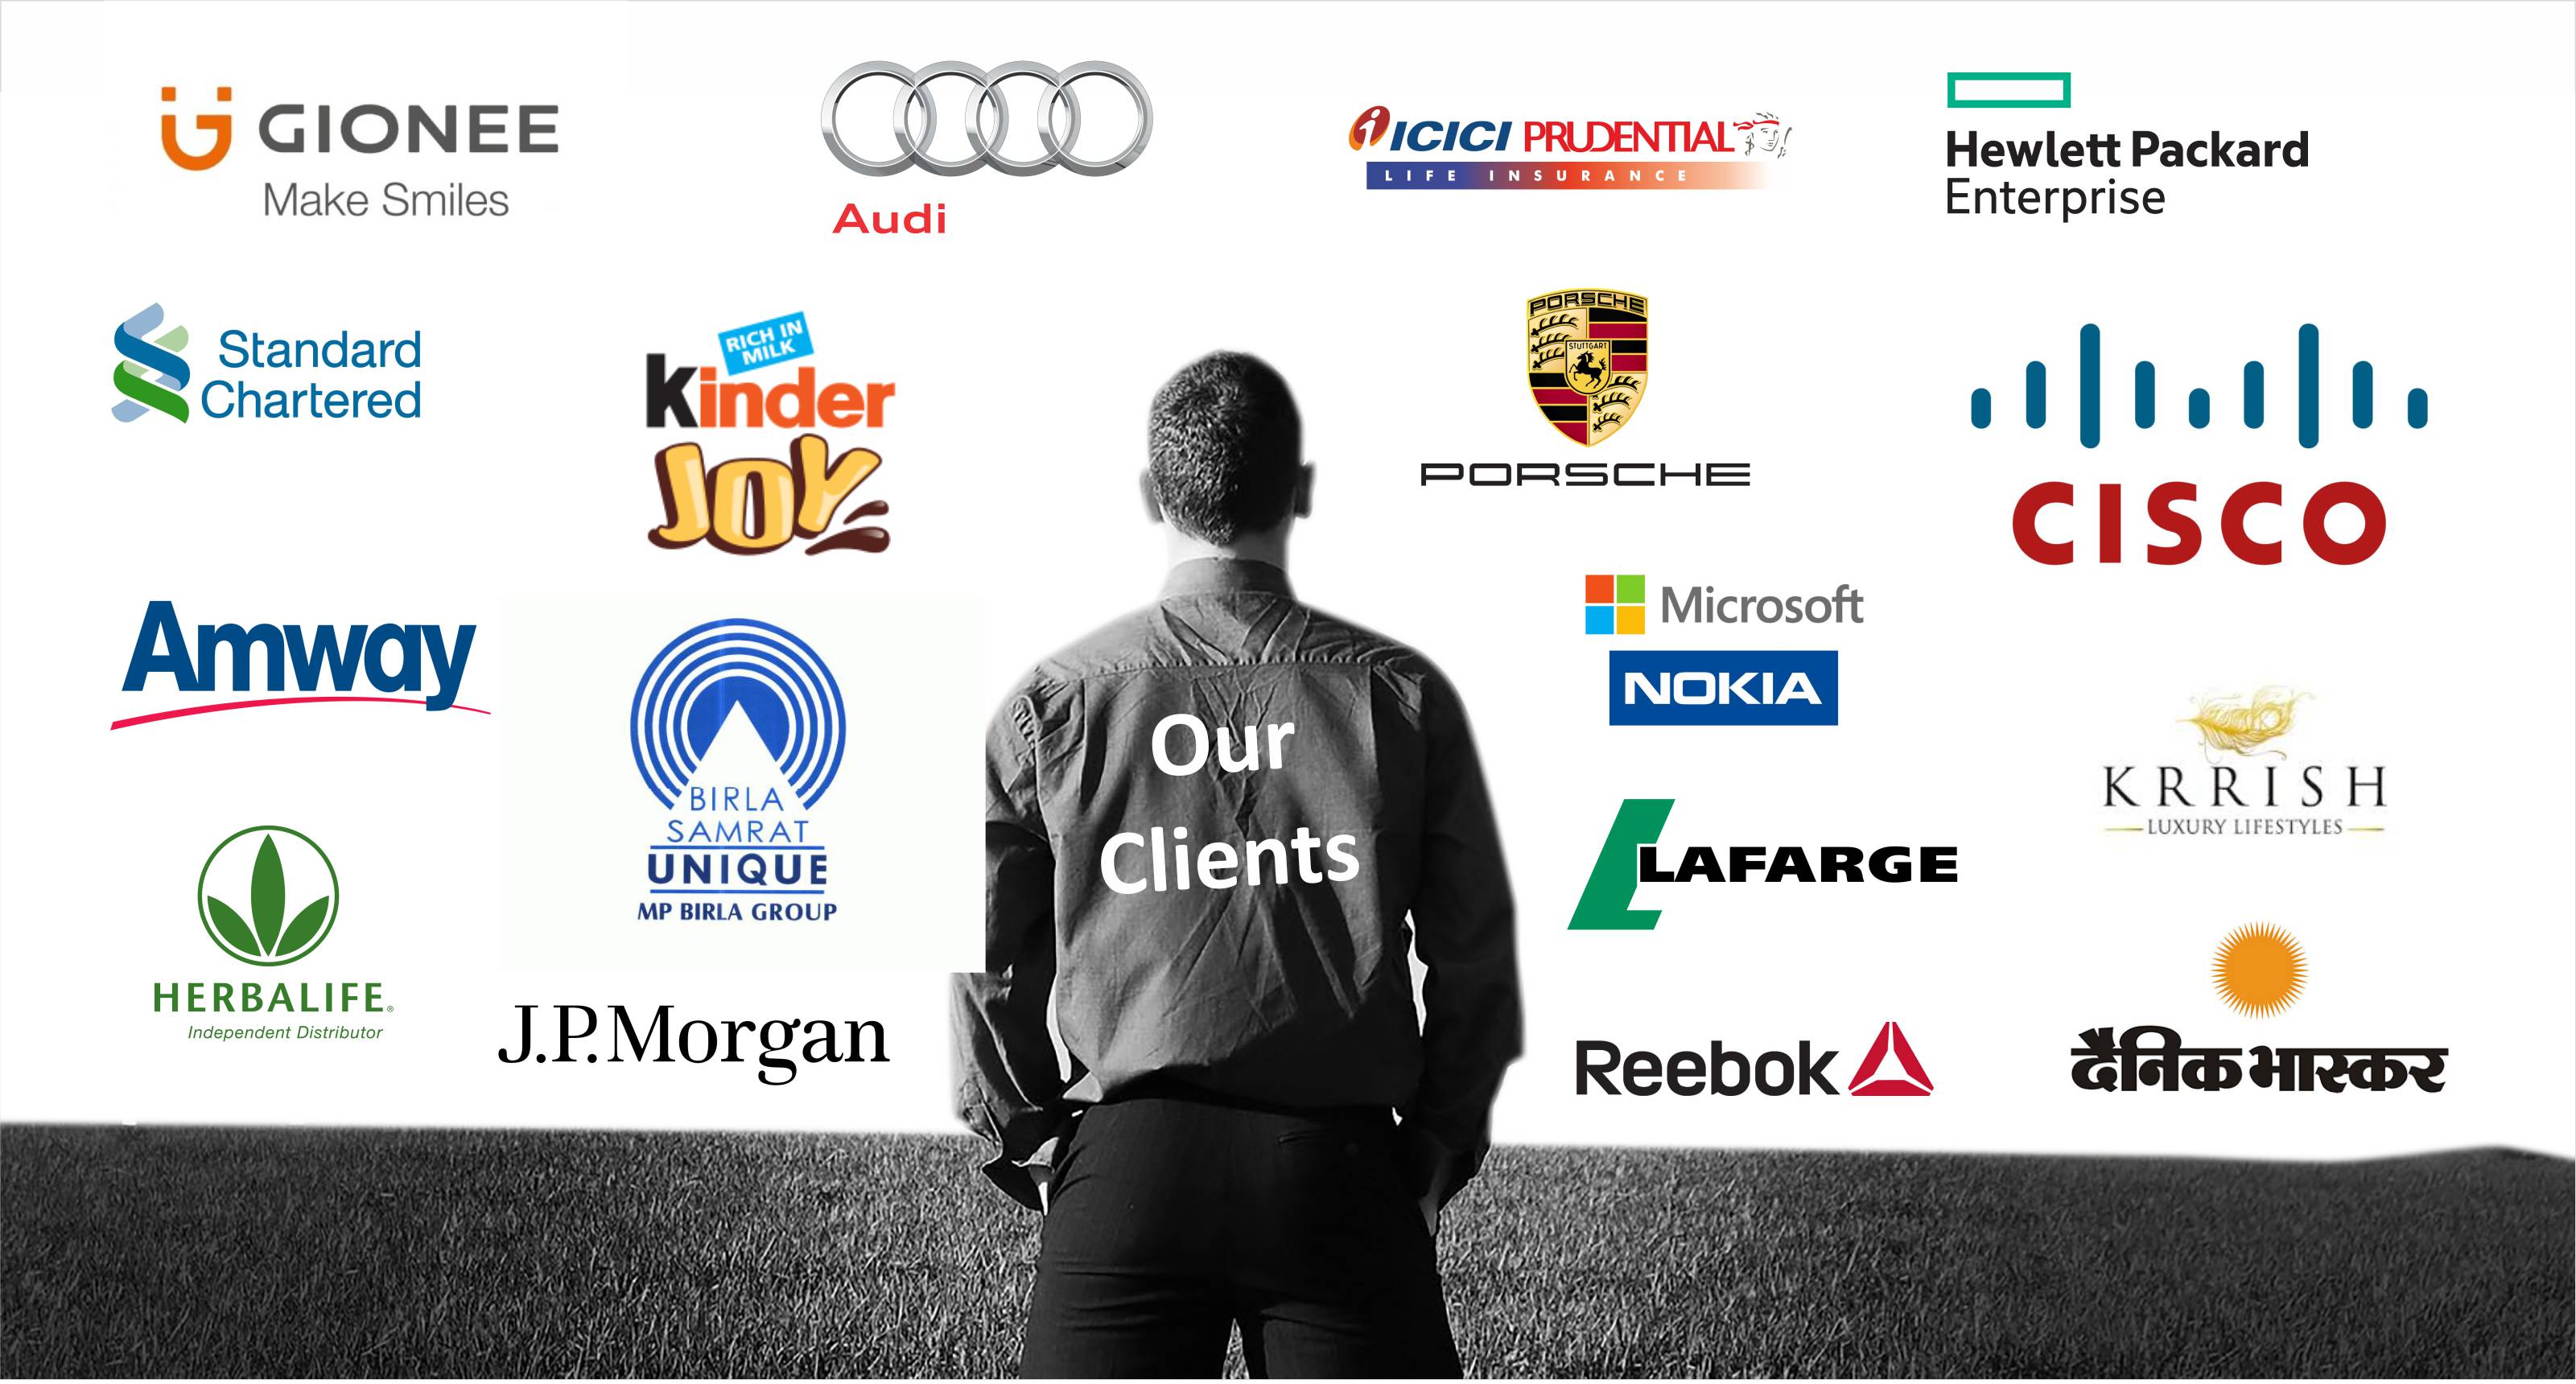 GIONEE
Make Smiles
Audi
ICICI PRUDENTIAL
LIFE INSURANCE
Hewlett Packard
Enterprise
Standard
Chartered
RICH IN
MILK
kinder
JOY
PORSCHE
STUTTGART
PORSCHE
CISCO
Amway
BIRLA
SAMRAT
UNIQUE
MP BIRLA GROUP
Our
Clients
Microsoft
NOKIA
KRRISH
LUXURY LIFESTYLES
LAFARGE
HERBALIFE®
Independent Distributor
J.P.Morgan
Reebok
दैनिक भास्कर